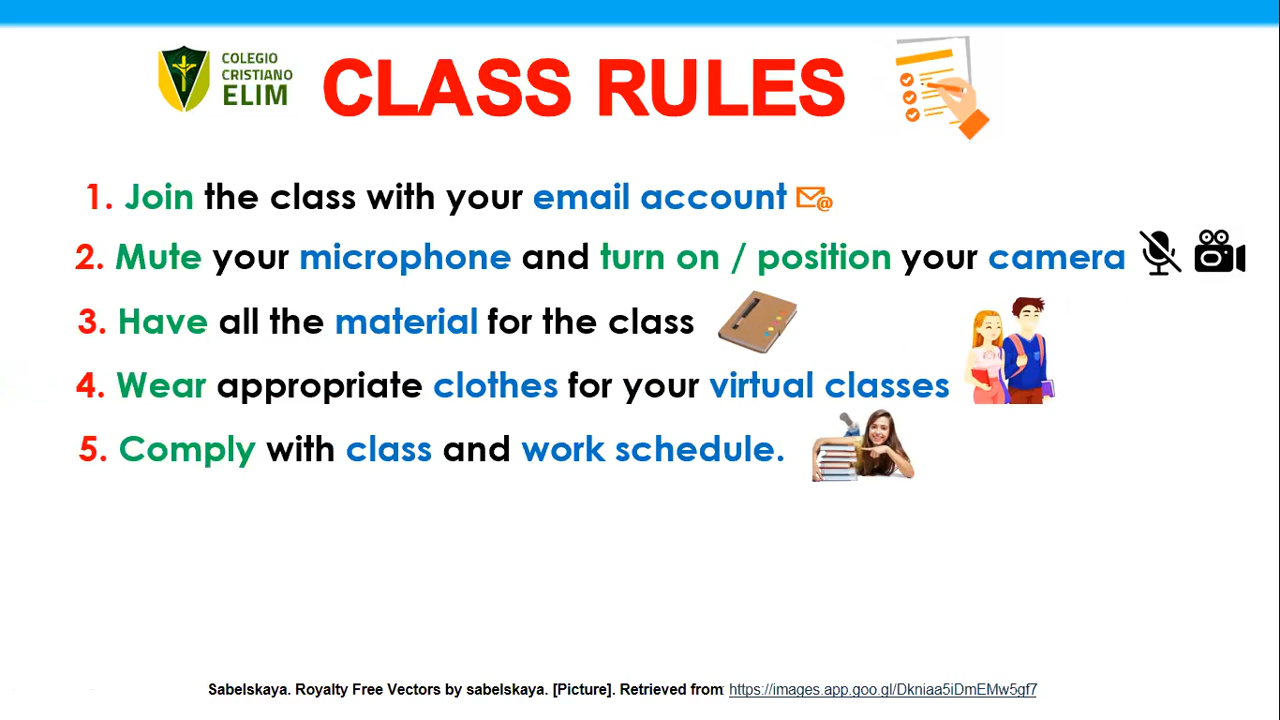 COLEGIO
CRISTIANO
ELIM
CLASS RULES
1. Join the class with your email account
2. Mute your microphone and turn on / position your camera
3. Have all the material for the class
4. Wear appropriate clothes for your virtual classes
5. Comply with class and work schedule.
Sabelskaya. Royalty Free Vectors by sabelskaya. [Picture]. Retrieved from: https://images.app.goo.gl/Dkniaa5iDmEMw5gf7